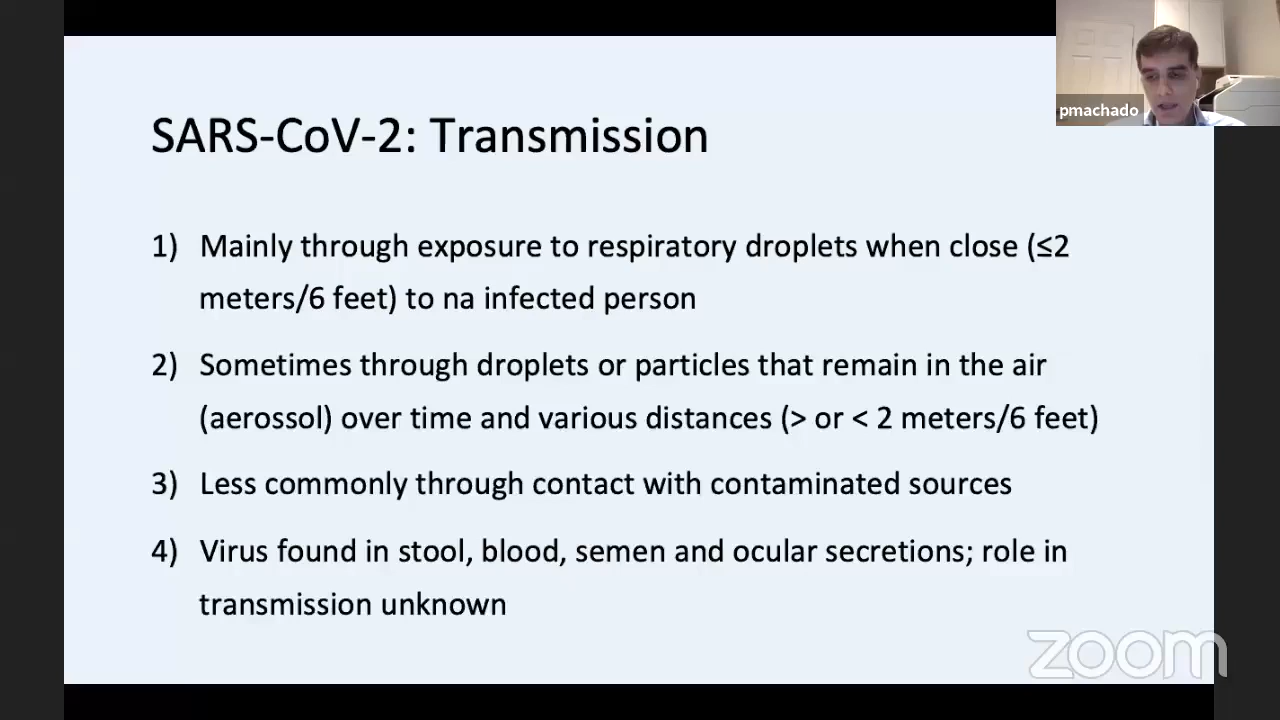 pmachado
SARS-CoV-2: Transmission
1) Mainly through exposure to respiratory droplets when close (≤2
meters/6 feet) to na infected person
2) Sometimes through droplets or particles that remain in the air
(aerossol) over time and various distances (> or < 2 meters/6 feet)
3) Less commonly through contact with contaminated sources
4) Virus found in stool, blood, semen and ocular secretions; role in
transmission unknown
zoom